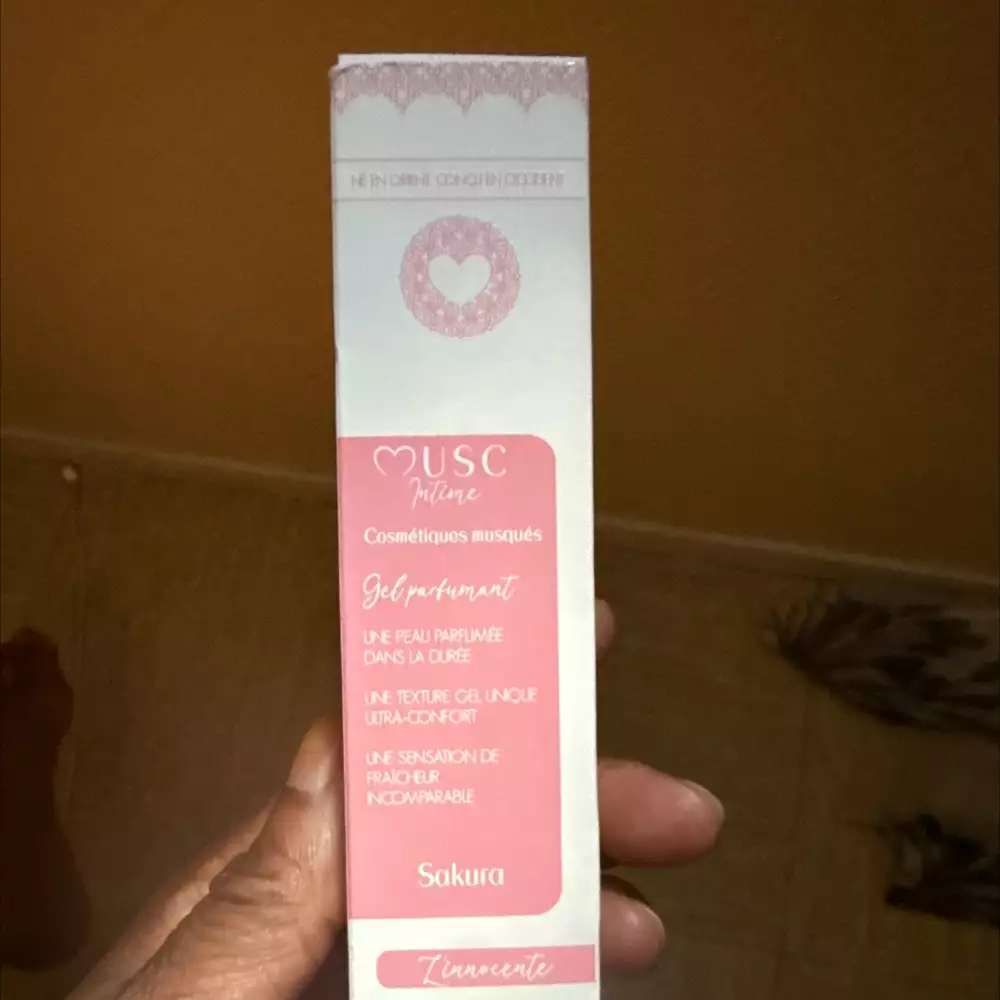 NÉ EN ORIENT CONÇU EN OCCIDENT
MUSC
Intime
Cosmétiques musqués
Gel parfumant
UNE PEAU PARFUMÉE
DANS LA DURÉE
UNE TEXTURE GEL UNIQUE
ULTRA-CONFORT
UNE SENSATION DE
FRAÎCHEUR
INCOMPARABLE
Sakura
L'innocente